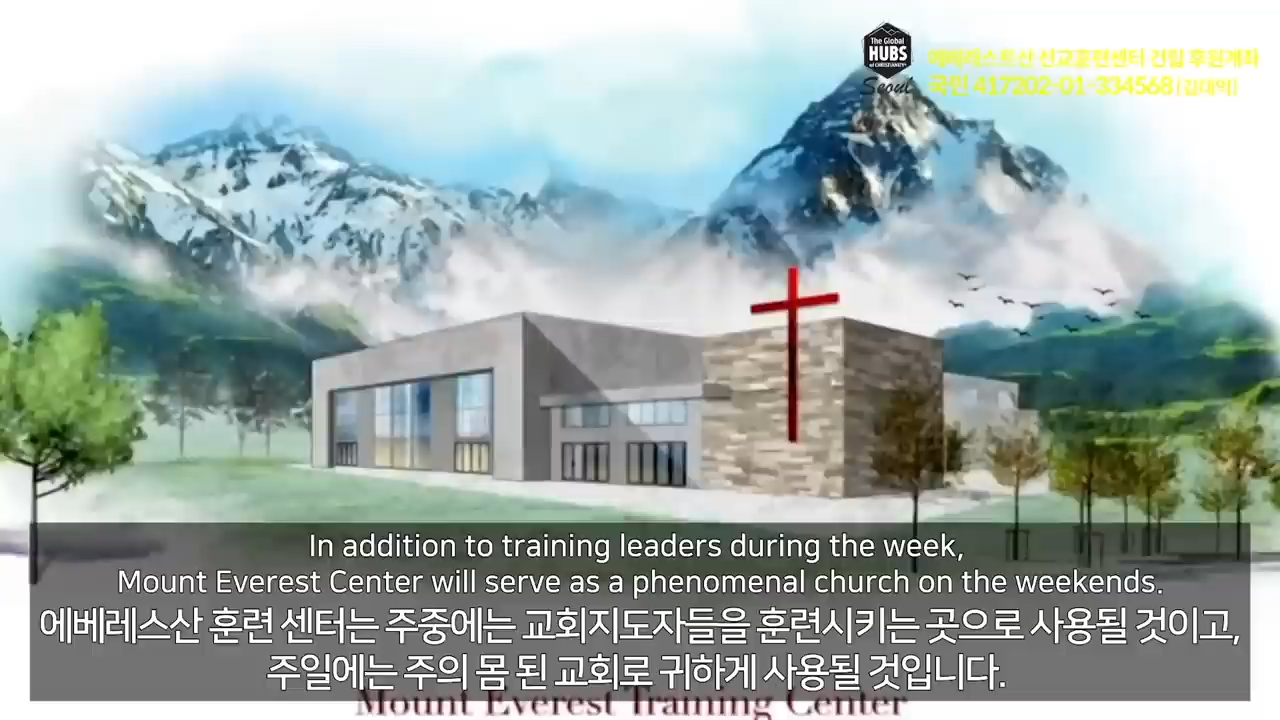 The Global
HUBS
of CHRISTIANITY
Seoul
에베레스트산 선교훈련센터 건립 후원계좌
국민 417202-01-334568 (김대덕)
In addition to training leaders during the week,
Mount Everest Center will serve as a phenomenal church on the weekends.
에베레스산 훈련 센터는 주중에는 교회지도자들을 훈련시키는 곳으로 사용될 것이고,
주일에는 주의 몸 된 교회로 귀하게 사용될 것입니다.
Mount Everest Training Center